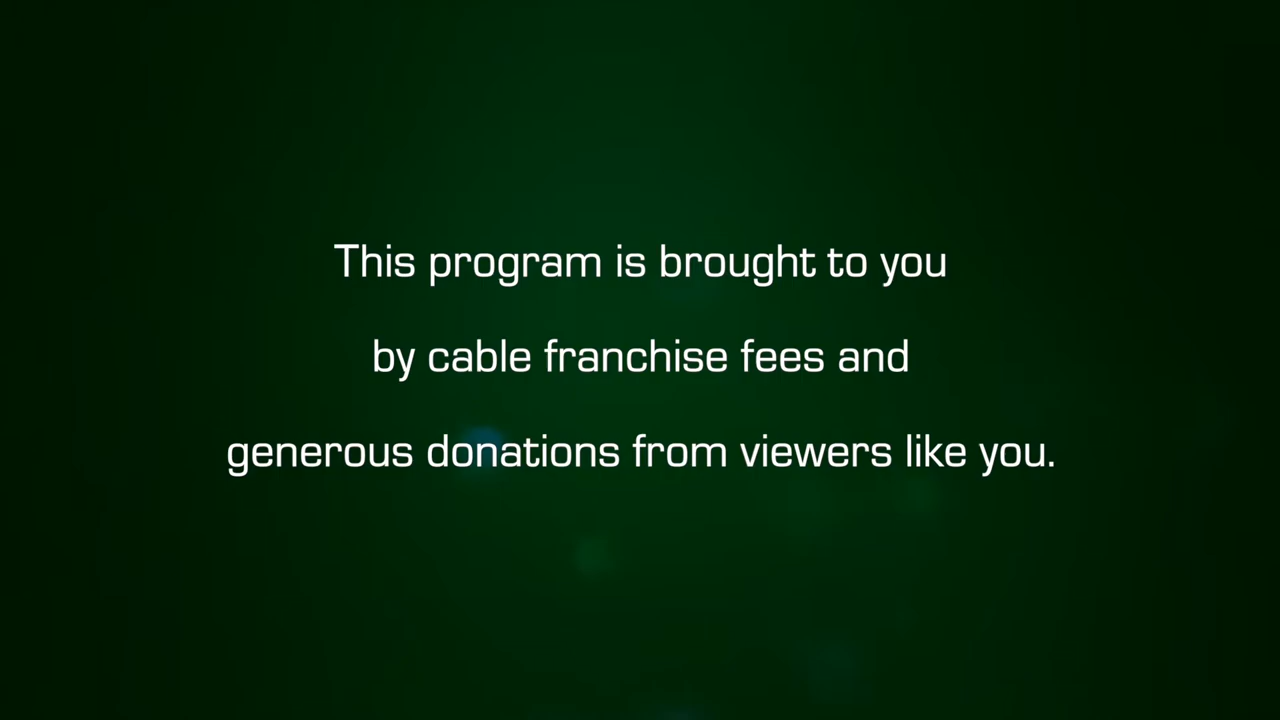 This program is brought to you
by cable franchise fees and
generous donations from viewers like you.